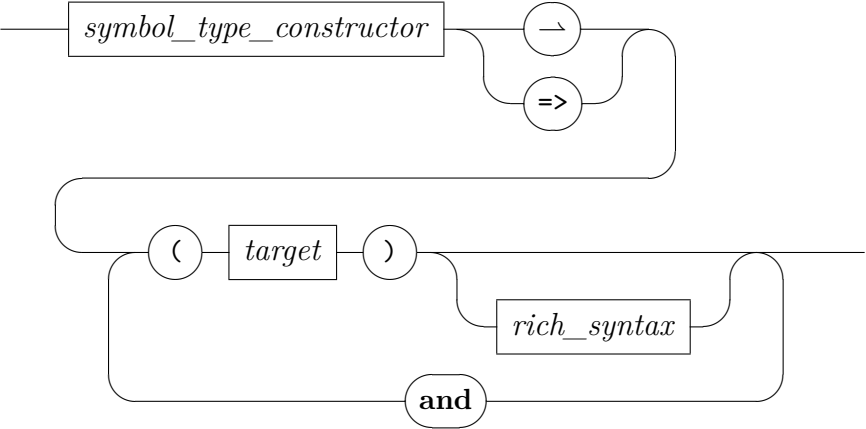 symbol_type_constructor ⇀
=>
( target )
rich_syntax
and